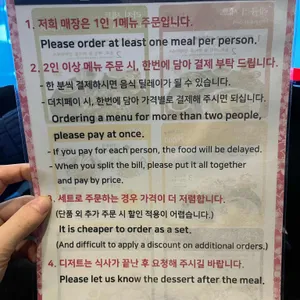 1. 저희 매장은 1인 1메뉴 주문입니다.
Please order at least one meal per person.
2. 2인 이상 메뉴 주문 시, 한번에 담아 결제 부탁 드립니다.
- 한 분씩 결제하시면 음식 딜레이가 될 수 있습니다.
- 더치페이 시, 한번에 담아 가격별로 결제해 주시면 되십니다.
Ordering a menu for more than two people,
please pay at once.
- If you pay for each person, the food will be delayed.
- When you split the bill, please put it all together
and pay by price.
3. 세트로 주문하는 경우 가격이 더 저렴합니다.
(단품 외 추가 주문 시 할인 적용이 어렵습니다.)
It is cheaper to order as a set.
(And difficult to apply a discount on additional orders.)
4. 디저트는 식사가 끝난 후 요청해 주시길 바랍니다.
Please let us know the dessert after the meal.